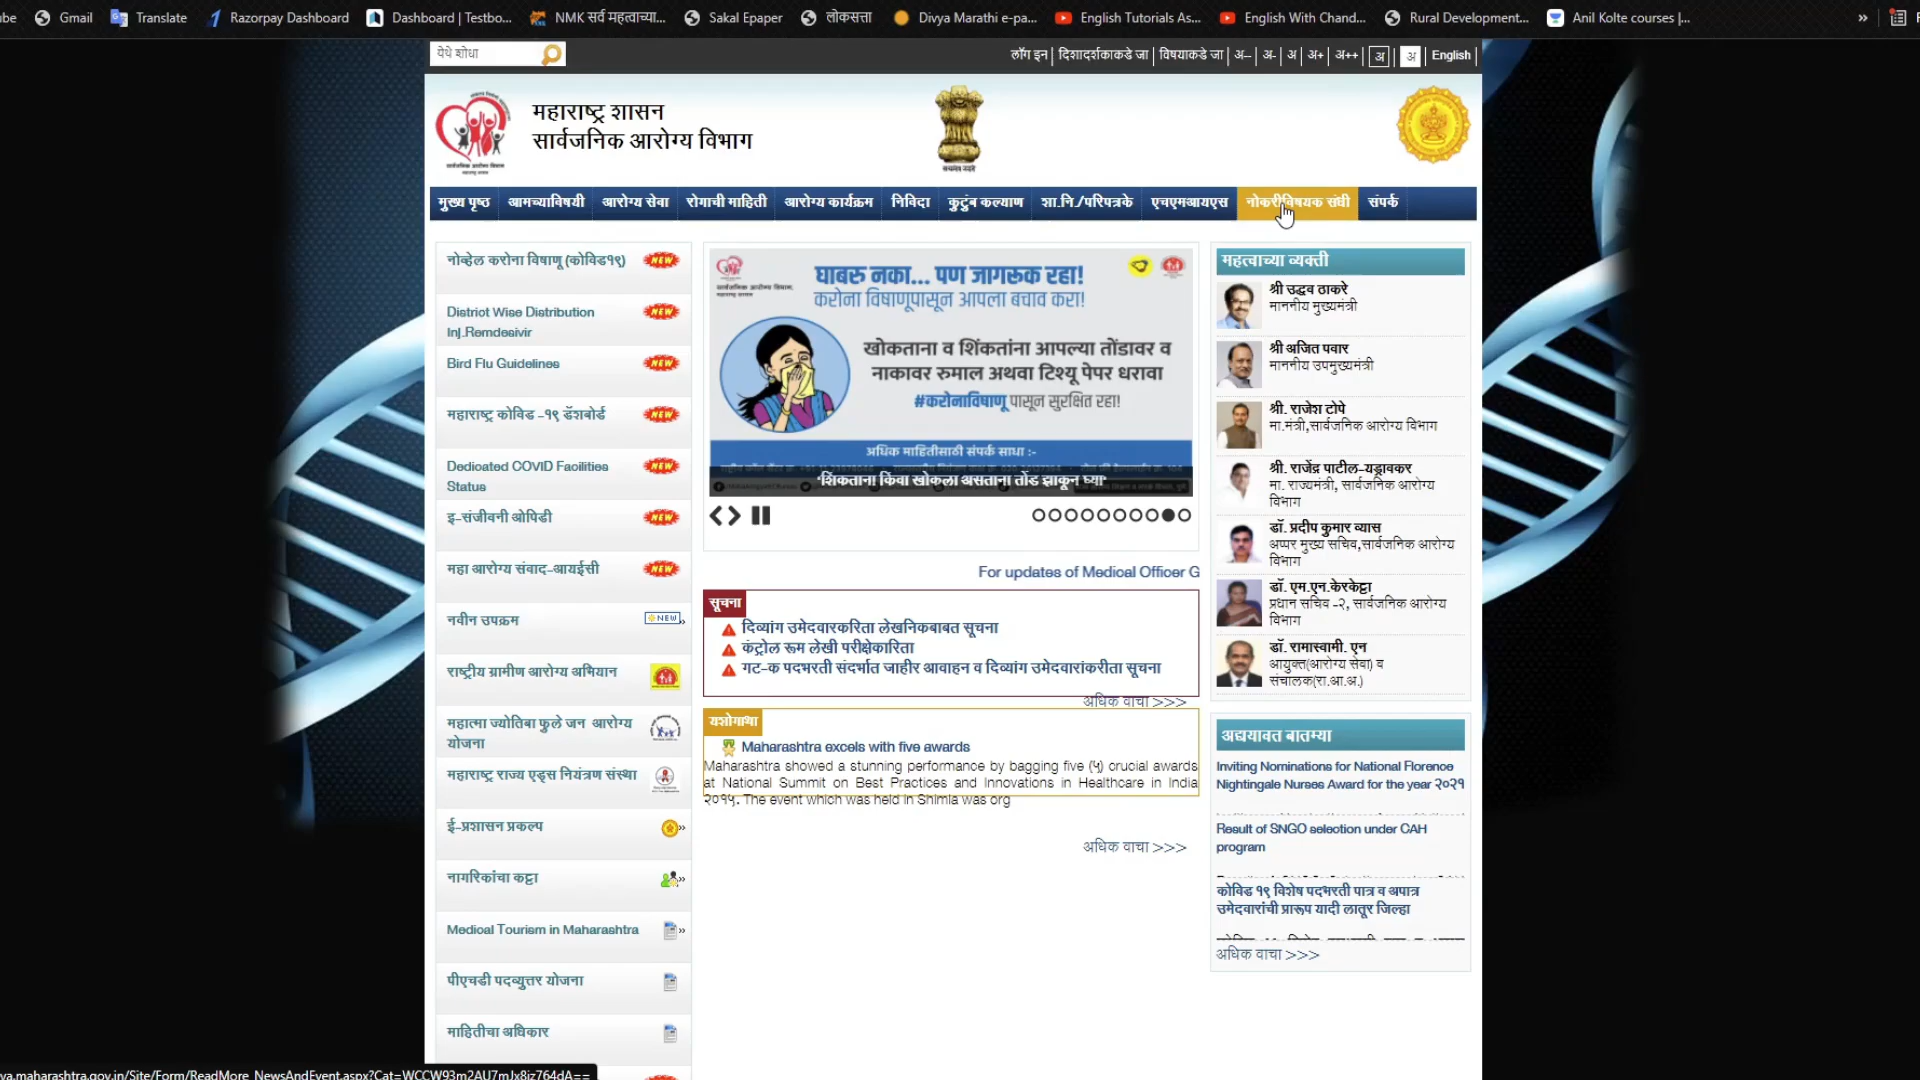 Gmail
Translate
Razorpay Dashboard
Dashboard | Testbo...
NMK सर्व महत्वाच्या...
Sakal Epaper
लोकसत्ता
Divya Marathi e-pa...
English Tutorials As...
English With Chand...
Rural Development...
Anil Kolte courses |...
»
येथे शोधा
लॉग इन | दिशादर्शकाकडे जा | विषयाकडे जा | अ-- | अ- | अ | अ+ | अ++ | अ | अ | English
महाराष्ट्र शासन
सार्वजनिक आरोग्य विभाग
मुख्य पृष्ठ
आमच्याविषयी
आरोग्य सेवा
रोगाची माहिती
आरोग्य कार्यक्रम
निविदा
कुटुंब कल्याण
शा.नि./परिपत्रके
एचएमआयएस
नोकरीविषयक संधी
संपर्क
नोव्हेल करोना विषाणू (कोविड१९) NEW
District Wise Distribution NEW
Inj.Remdesivir
Bird Flu Guidelines NEW
महाराष्ट्र कोविड -१९ डॅशबोर्ड NEW
Dedicated COVID Facilities NEW
Status
इ-संजीवनी ओपिडी NEW
महा आरोग्य संवाद-आयईसी NEW
नवीन उपक्रम NEW »
राष्ट्रीय ग्रामीण आरोग्य अभियान
महात्मा ज्योतिबा फुले जन आरोग्य
योजना
महाराष्ट्र राज्य एड्स नियंत्रण संस्था
ई-प्रशासन प्रकल्प »
नागरिकांचा कट्टा »
Medical Tourism in Maharashtra »
पीएचडी पदव्युत्तर योजना
माहितीचा अधिकार
घाबरु नका... पण जागरूक रहा!
करोना विषाणूपासून आपला बचाव करा!
खोकताना व शिंकतांना आपल्या तोंडावर व
नाकावर रुमाल अथवा टिश्यू पेपर धरावा
#करोनाविषाणू पासून सुरक्षित रहा!
अधिक माहितीसाठी संपर्क साधा :-
'शिंकताना किंवा खोकला असताना तोंड झाकून घ्या'
For updates of Medical Officer G
सूचना
दिव्यांग उमेदवारकरिता लेखनिकबाबत सूचना
कंट्रोल रूम लेखी परीक्षेकारिता
गट-क पदभरती संदर्भात जाहीर आवाहन व दिव्यांग उमेदवारांकरीता सूचना
अधिक वाचा >>>
यशोगाथा
Maharashtra excels with five awards
Maharashtra showed a stunning performance by bagging five (५) crucial awards
at National Summit on Best Practices and Innovations in Healthcare in India
२०१५. The event which was held in Shimla was org
अधिक वाचा >>>
महत्वाच्या व्यक्ती
श्री उद्धव ठाकरे
माननीय मुख्यमंत्री
श्री अजित पवार
माननीय उपमुख्यमंत्री
श्री. राजेश टोपे
मा.मंत्री,सार्वजनिक आरोग्य विभाग
श्री. राजेंद्र पाटील-यड्रावकर
मा. राज्यमंत्री, सार्वजनिक आरोग्य
विभाग
डॉ. प्रदीप कुमार व्यास
अप्पर मुख्य सचिव,सार्वजनिक आरोग्य
विभाग
डॉ. एम.एन.केरकेट्टा
प्रधान सचिव -२, सार्वजनिक आरोग्य
विभाग
डॉ. रामास्वामी. एन
आयुक्त(आरोग्य सेवा) व
संचालक(रा.आ.अ.)
अद्ययावत बातम्या
Inviting Nominations for National Florence
Nightingale Nurses Award for the year २०२१
Result of SNGO selection under CAH
program
कोविड १९ विशेष पदभरती पात्र व अपात्र
उमेदवारांची प्रारूप यादी लातूर जिल्हा
अधिक वाचा >>>
ya.maharashtra.gov.in/Site/Form/ReadMore_NewsAndEvent.aspx?Cat=WCCW93m2AU7mJx8iz764dA==